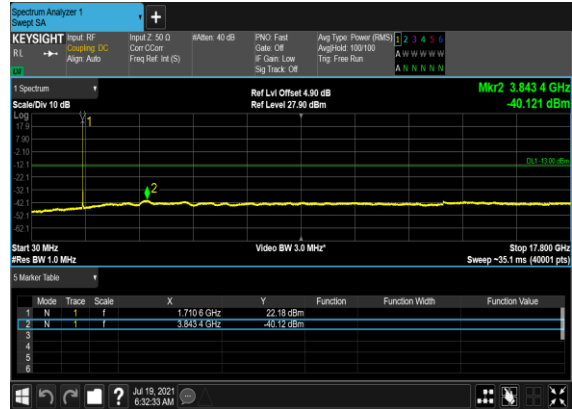 Spectrum Analyzer 1
Swept SA
+
KEYSIGHT Input: RF Input Z: 50 Ω #Atten: 40 dB PNO: Fast Avg Type: Power (RMS) 1 2 3 4 5 6
RL Coupling: DC Corr CCorr Gate: Off Avg|Hold: 100/100 A W W W W W
Align: Auto Freq Ref: Int (S) IF Gain: Low Trig: Free Run
Sig Track: Off A N N N N N
1 Spectrum Ref Lvl Offset 4.90 dB Mkr2 3.843 4 GHz
Scale/Div 10 dB Ref Level 27.90 dBm -40.121 dBm
Log
17.9
7.90
-2.10
-12.1
-22.1
-32.1
-42.1
-52.1
-62.1
1
2
DL1 -13.00 dBm
Start 30 MHz Video BW 3.0 MHz* Stop 17.800 GHz
#Res BW 1.0 MHz Sweep ~35.1 ms (40001 pts)
5 Marker Table
Mode Trace Scale X Y Function Function Width Function Value
1 N 1 f 1.710 6 GHz 22.18 dBm
2 N 1 f 3.843 4 GHz -40.12 dBm
3
4
5
6
? Jul 19, 2021
6:32:33 AM